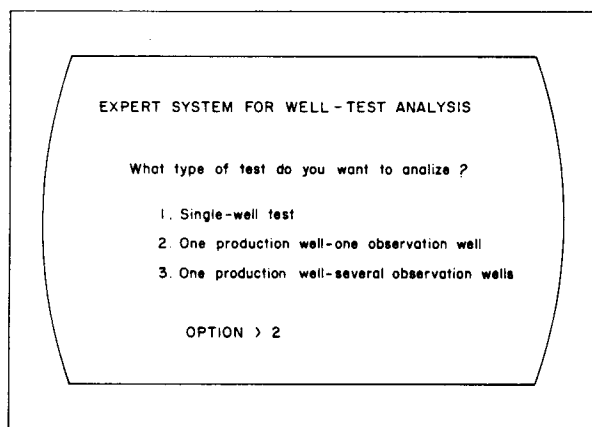 EXPERT SYSTEM FOR WELL-TEST ANALYSIS
What type of test do you want to analize ?
1. Single-well test
2. One production well-one observation well
3. One production well-several observation wells
OPTION > 2